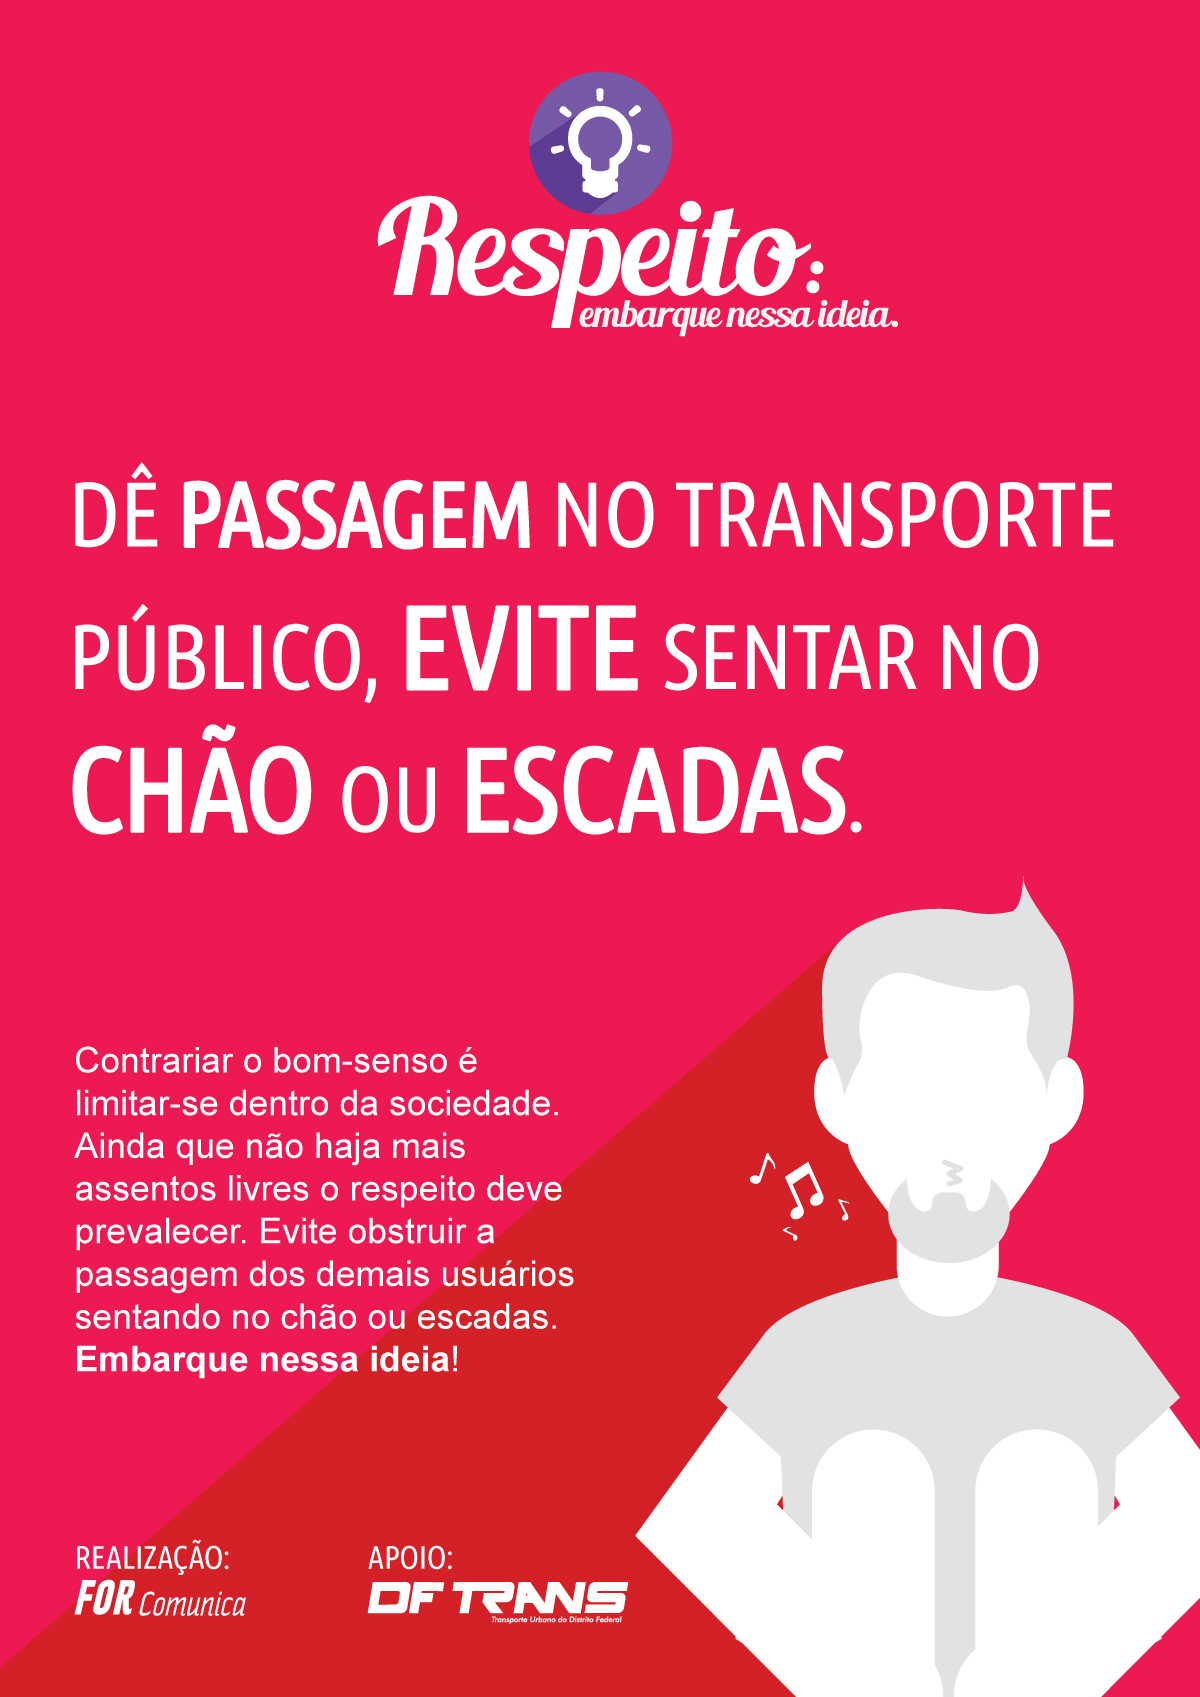 Respeito:
embarque nessa ideia.
DÊ PASSAGEM NO TRANSPORTE
PÚBLICO, EVITE SENTAR NO
CHÃO OU ESCADAS.
Contrariar o bom-senso é
limitar-se dentro da sociedade.
Ainda que não haja mais
assentos livres o respeito deve
prevalecer. Evite obstruir a
passagem dos demais usuários
sentando no chão ou escadas.
Embarque nessa ideia!
REALIZAÇÃO:
FOR Comunica
APOIO:
DFTRANS
Transporte Urbano do Distrito Federal